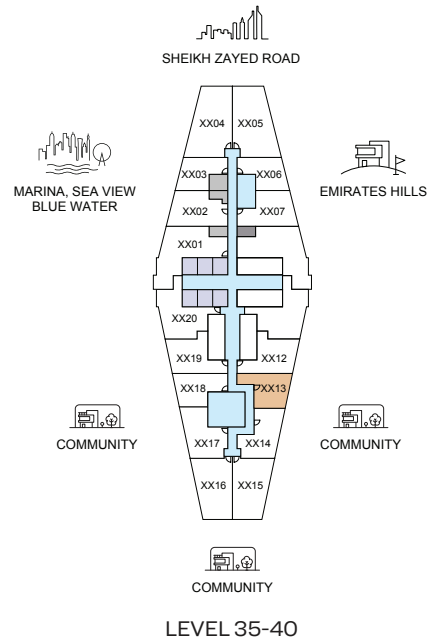 SHEIKH ZAYED ROAD
XX04 XX05
XX03 XX06
MARINA, SEA VIEW
BLUE WATER
EMIRATES HILLS
XX02 XX07
XX01
XX20
XX19 XX12
XX18 XX13
COMMUNITY
COMMUNITY
XX17 XX14
XX16 XX15
COMMUNITY
LEVEL 35-40